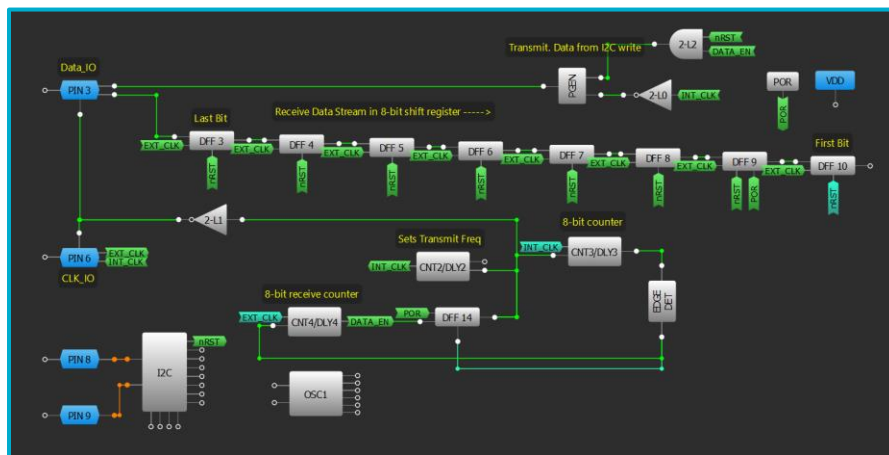 Transmit. Data from I2C write
nRST
2-L2
DATA_EN
Data_IO
PIN 3
PGEN
2-L0
INT_CLK
POR
VDD
POR
Last Bit
Receive Data Stream in 8-bit shift register ----->
First Bit
EXT_CLK
DFF 3
EXT_CLK
DFF 4
EXT_CLK
DFF 5
EXT_CLK
DFF 6
EXT_CLK
DFF 7
EXT_CLK
DFF 8
EXT_CLK
DFF 9
EXT_CLK
DFF 10
nRST
nRST
nRST
nRST
nRST
nRST
nRST
POR
nRST
2-L1
8-bit counter
Sets Transmit Freq
INT_CLK
CNT3/DLY3
PIN 6
EXT_CLK
INT_CLK
INT_CLK
CNT2/DLY2
CLK_IO
8-bit receive counter
EDGE
DET
EXT_CLK
CNT4/DLY4
DATA_EN
POR
DFF 14
nRST
PIN 8
I2C
OSC1
PIN 9